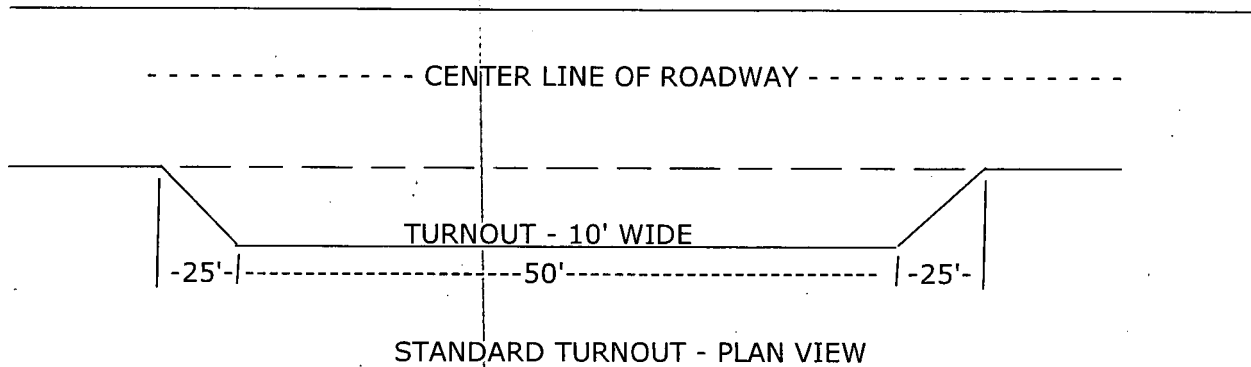 - - - - - - - - - - - - - CENTER LINE OF ROADWAY - - - - - - - - - - - - - - -
TURNOUT - 10' WIDE
-25'-|-----------------------50'-------------------------- |-25'-
STANDARD TURNOUT - PLAN VIEW